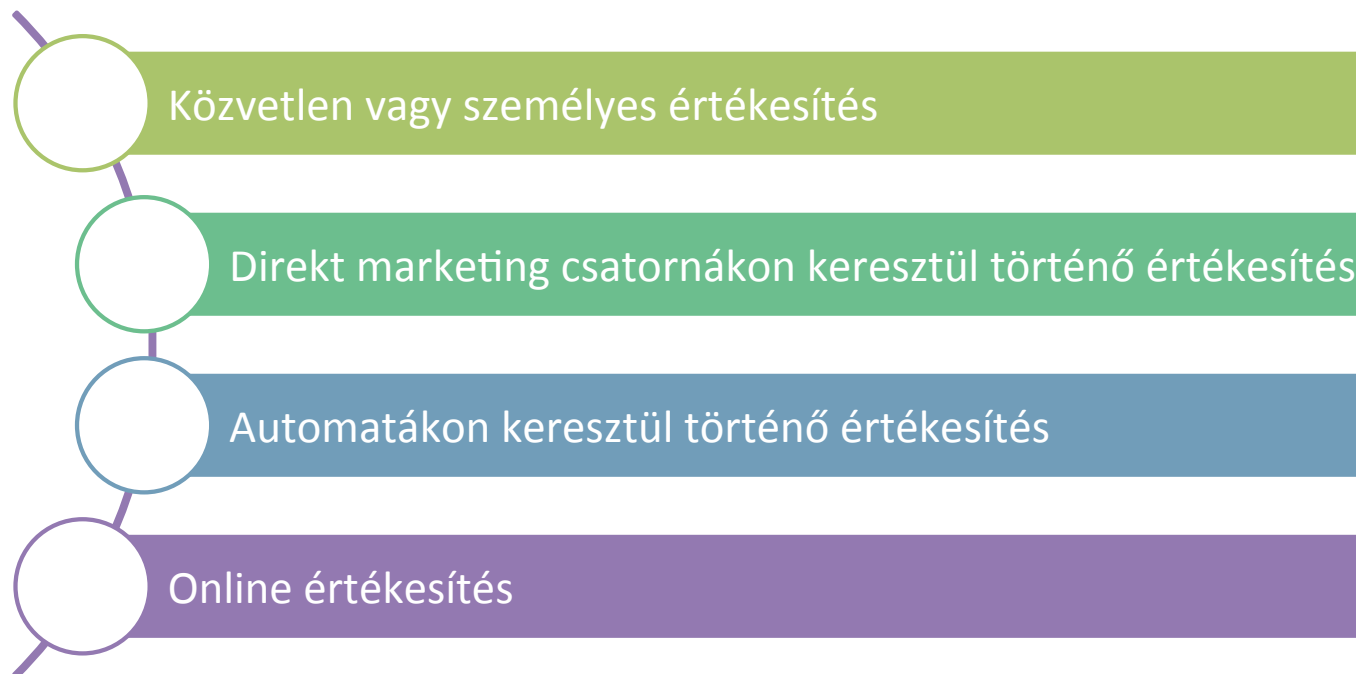 Közvetlen vagy személyes értékesítés
Direkt marketing csatornákon keresztül történő értékesítés
Automatákon keresztül történő értékesítés
Online értékesítés